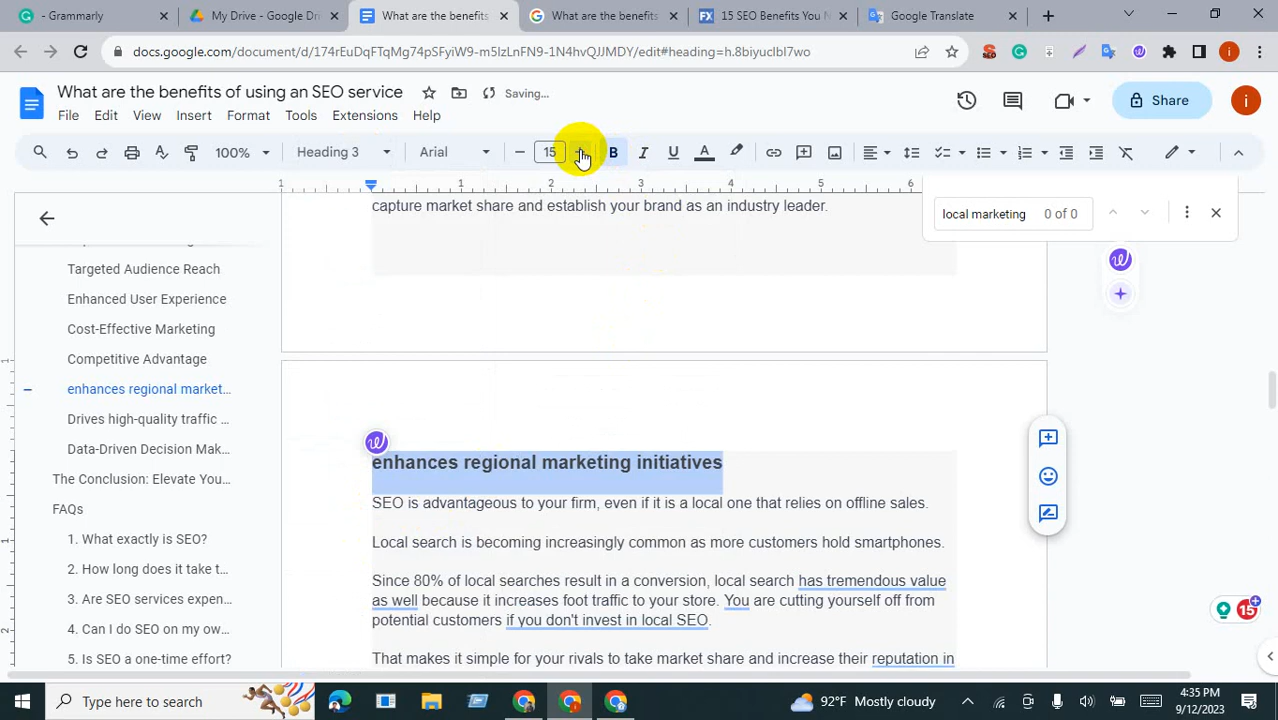 - Grammarly
My Drive - Google Dri
What are the benefits
What are the benefits
15 SEO Benefits You N
Google Translate
docs.google.com/document/d/174rEuDqFTqMg74pSFyiW9-m5lzLnFN9-1N4hvQJJMDY/edit#heading=h.8biyuclbl7wo
What are the benefits of using an SEO service
Saving...
File Edit View Insert Format Tools Extensions Help
Share
100% Heading 3 Arial 15
local marketing 0 of 0
1 1 2 3 4 5 6
capture market share and establish your brand as an industry leader.
Targeted Audience Reach
Enhanced User Experience
Cost-Effective Marketing
Competitive Advantage
enhances regional market...
Drives high-quality traffic ...
Data-Driven Decision Mak...
The Conclusion: Elevate You...
FAQs
1. What exactly is SEO?
2. How long does it take t...
3. Are SEO services expen...
4. Can I do SEO on my ow...
5. Is SEO a one-time effort?
enhances regional marketing initiatives
SEO is advantageous to your firm, even if it is a local one that relies on offline sales.
Local search is becoming increasingly common as more customers hold smartphones.
Since 80% of local searches result in a conversion, local search has tremendous value
as well because it increases foot traffic to your store. You are cutting yourself off from
potential customers if you don't invest in local SEO.
That makes it simple for your rivals to take market share and increase their reputation in
15
Type here to search
92°F Mostly cloudy
4:35 PM
9/12/2023